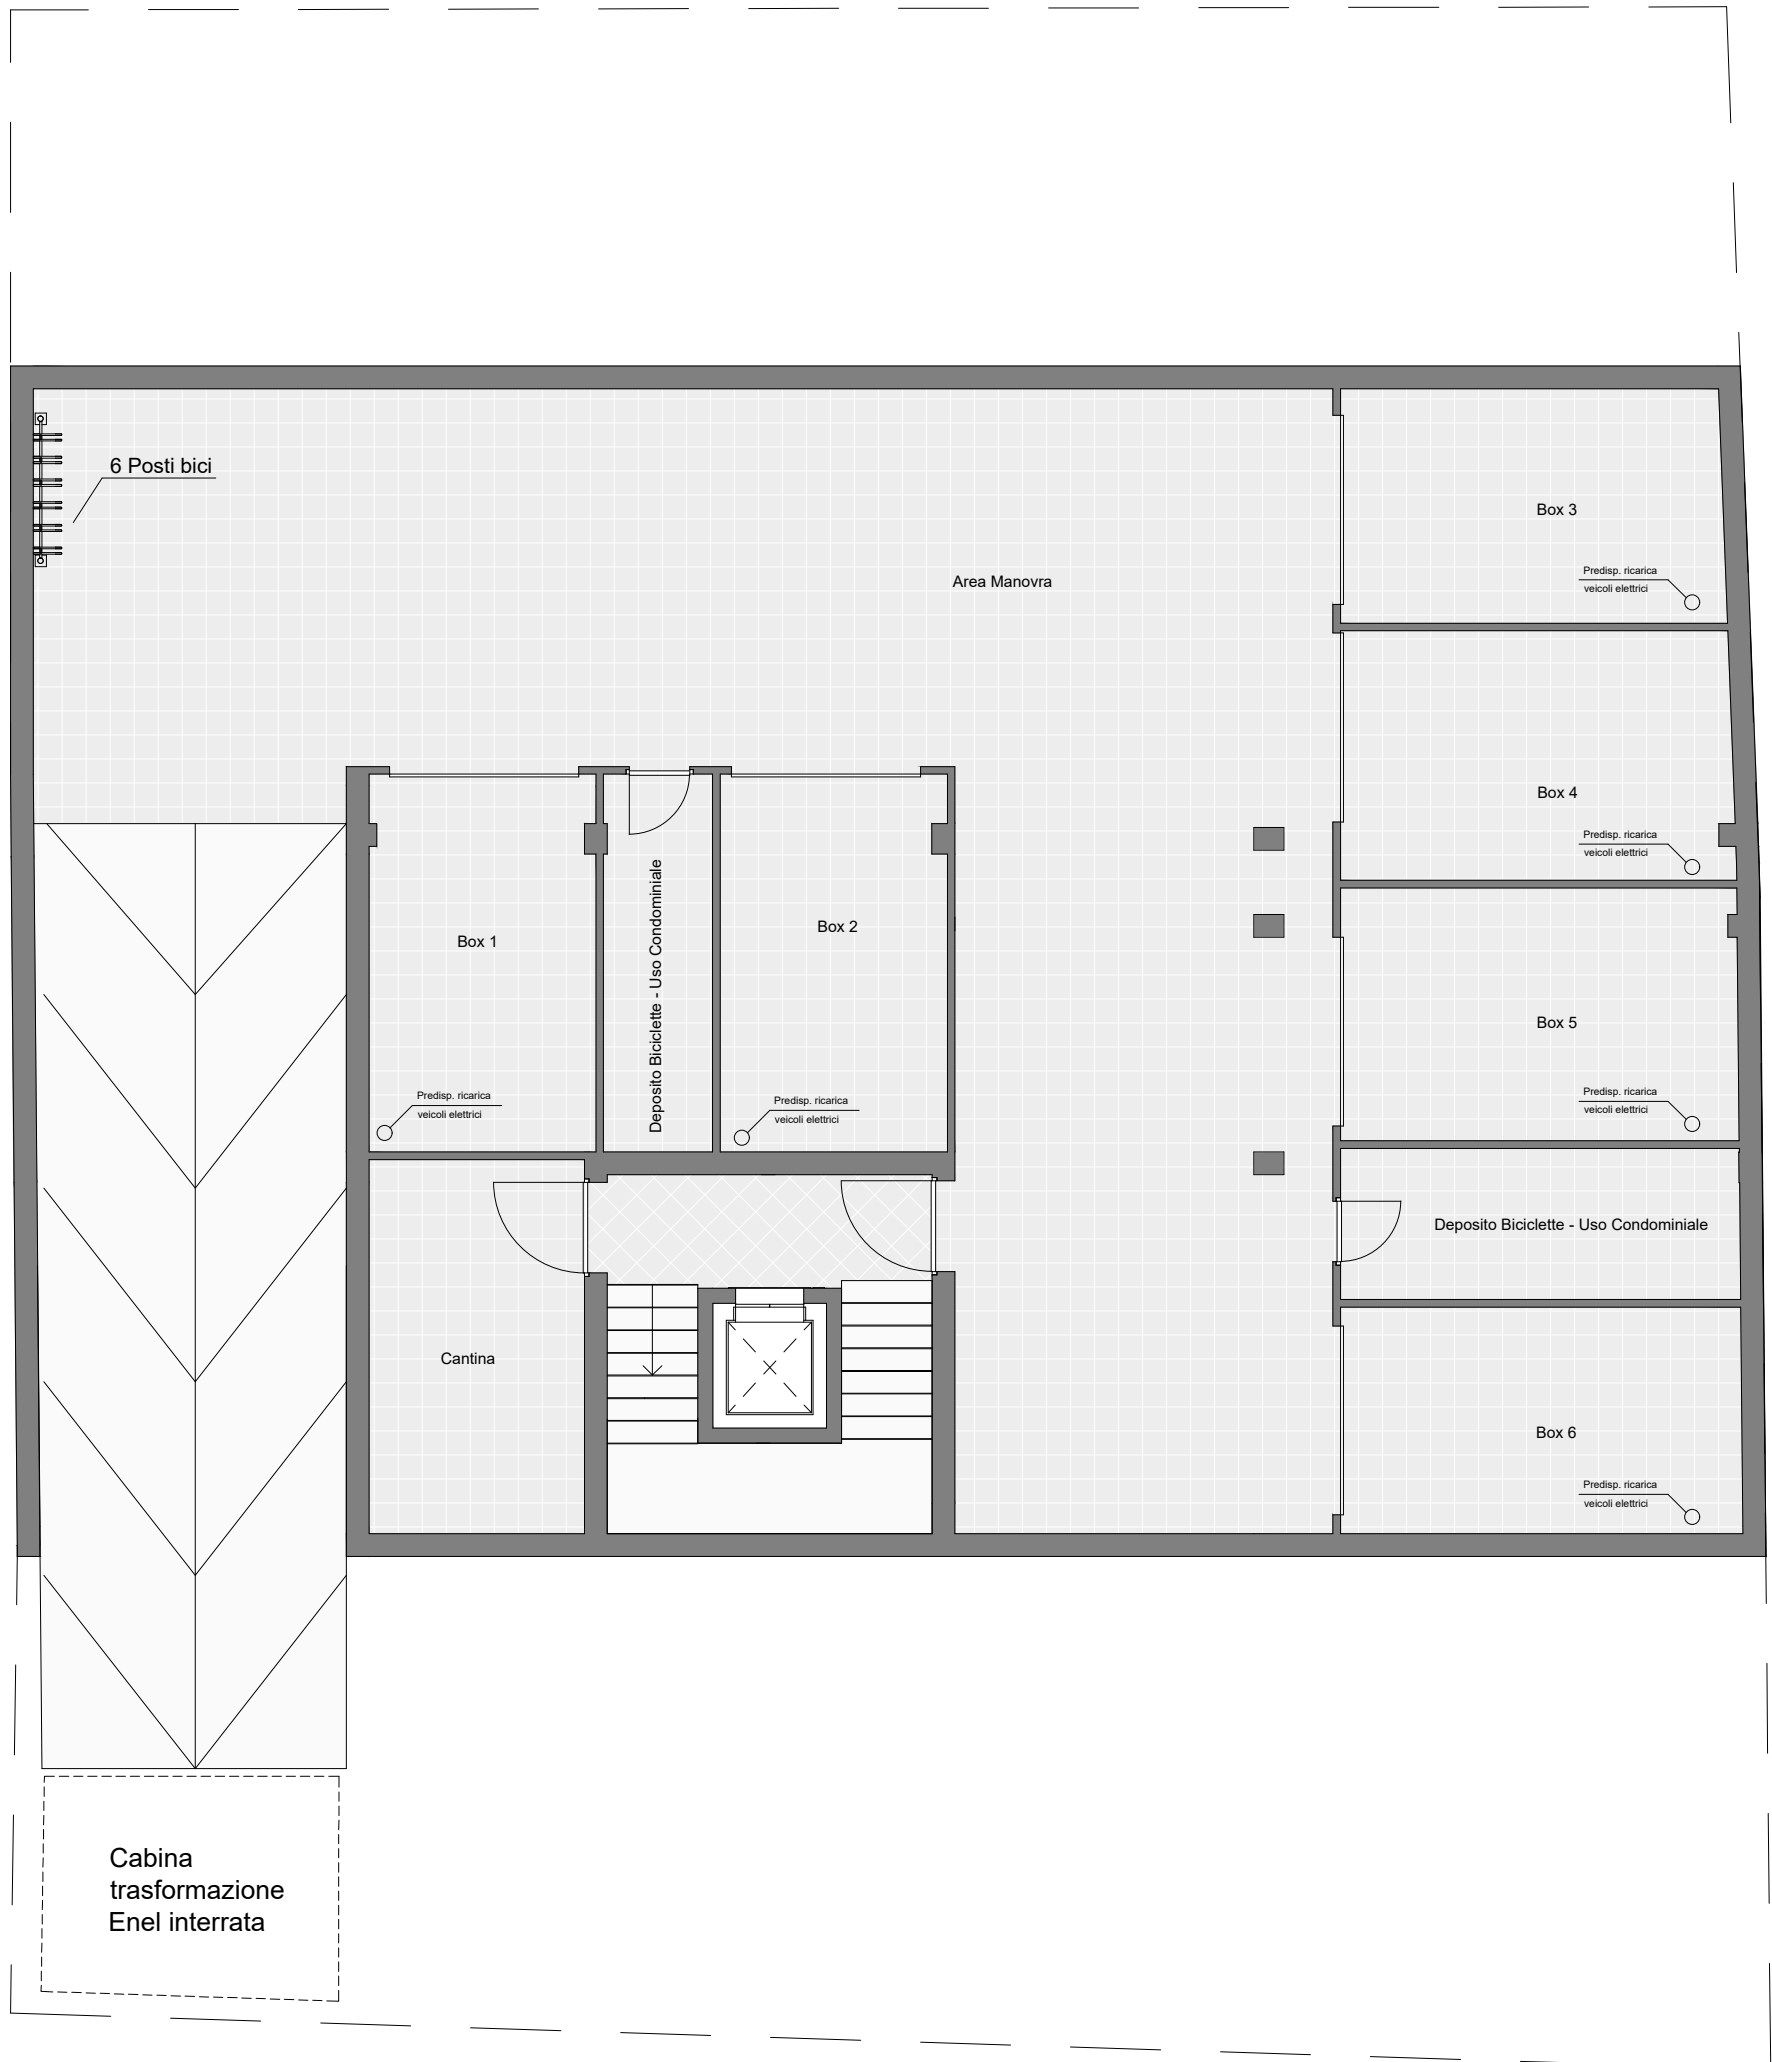 6 Posti bici
Box 3
Predisp. ricarica
veicoli elettrici
Area Manovra
Box 4
Predisp. ricarica
veicoli elettrici
Box 1
Deposito Biciclette - Uso Condominiale
Box 2
Box 5
Predisp. ricarica
veicoli elettrici
Predisp. ricarica
veicoli elettrici
Predisp. ricarica
veicoli elettrici
Deposito Biciclette - Uso Condominiale
Cantina
Box 6
Predisp. ricarica
veicoli elettrici
Cabina
trasformazione
Enel interrata